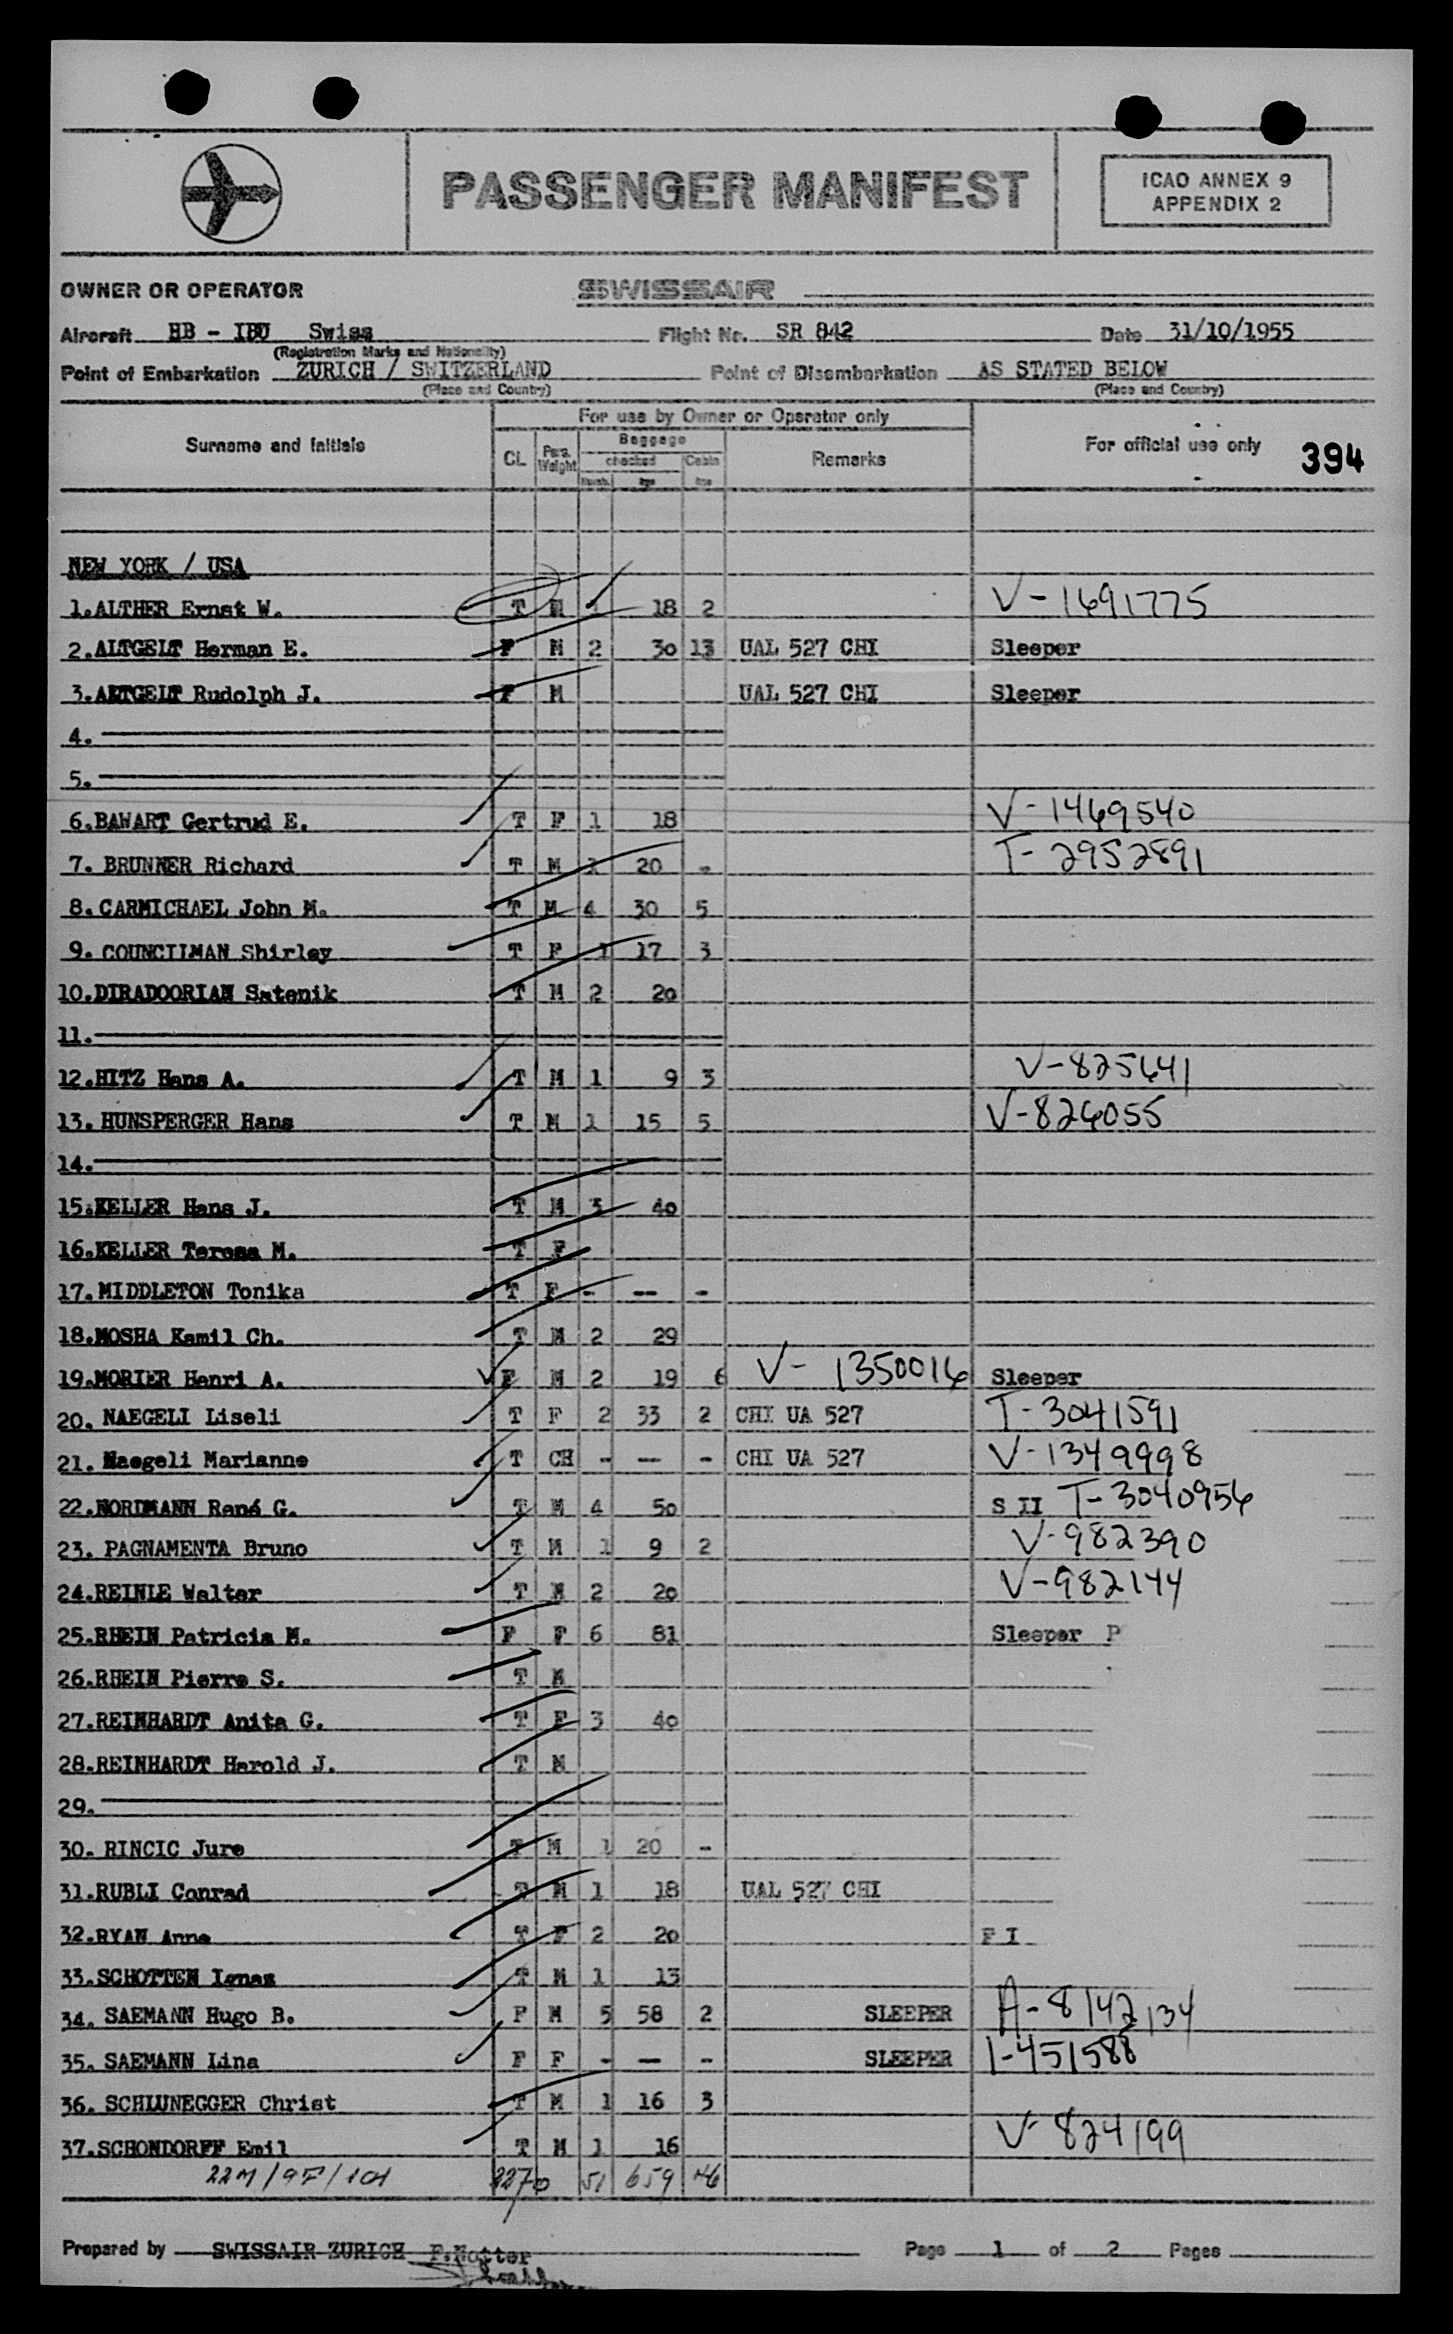 PASSENGER MANIFEST
ICAO ANNEX 9
APPENDIX 2
OWNER OR OPERATOR SWISSAIR
Aircraft HB - IBU Swiss Flight No. SR 842 Date 31/10/1955
(Registration Marks and Nationality)
Point of Embarkation ZURICH / SWITZERLAND Point of Disembarkation AS STATED BELOW
(Place and Country) (Place and Country)
For use by Owner or Operator only
Surname and Initials CL Pers. Weight Baggage checked Cabin Remarks For official use only 394
Numb. kgs kgs
NEW YORK / USA
1.ALTHER Ernst W. T M 1 18 2 V-1691775
2.ALTGELT Herman E. F M 2 30 13 UAL 527 CHI Sleeper
3.ALTGELT Rudolph J. F M UAL 527 CHI Sleeper
4.
5.
6.BAWART Gertrud E. T F 1 18 V-1469540
7. BRUNNER Richard T M 1 20 - T-2952891
8.CARMICHAEL John M. T M 4 30 5
9. COUNCILMAN Shirley T F 1 17 3
10.DIRADOORIAN Satenik T M 2 20
11.
12.HITZ Hans A. T M 1 9 3 V-825641
13. HUNSPERGER Hans T M 1 15 5 V-826055
14.
15.KELLER Hans J. T M 3 40
16.KELLER Teresa M. T F
17. MIDDLETON Tonika T F - -- -
18.MOSHA Kamil Ch. T M 2 29
19.MORIER Henri A. F M 2 19 6 V-1350016 Sleeper
20. NAEGELI Liseli T F 2 33 2 CHI UA 527 T-3041591
21. Naegeli Marianne T CH - -- - CHI UA 527 V-1349998
22.NORDMANN René G. T M 4 50 S II T-3040956
23. PAGNAMENTA Bruno T M 1 9 2 V-982390
24.REINLE Walter T M 2 20 V-982144
25.RHEIN Patricia M. F F 6 81 Sleeper P
26.RHEIN Pierre S. T M
27.REINHARDT Anita G. T F 3 40
28.REINHARDT Harold J. T M
29.
30. RINCIC Jure T M 1 20 -
31.RUBLI Conrad T M 1 18 UAL 527 CHI
32.RYAN Anne T F 2 20 F I
33.SCHOTTEN Ignaz T M 1 13
34. SAEMANN Hugo B. F M 5 58 2 SLEEPER A-8142134
35. SAEMANN Lina F F - -- - SLEEPER I-451588
36. SCHLUNEGGER Christ T M 1 16 3
37.SCHONDORFF Emil T M 1 16 V-824199
22M/9F/1CH 2270 51 659 46
Prepared by SWISSAIR ZURICH F.Notter Page 1 of 2 Pages